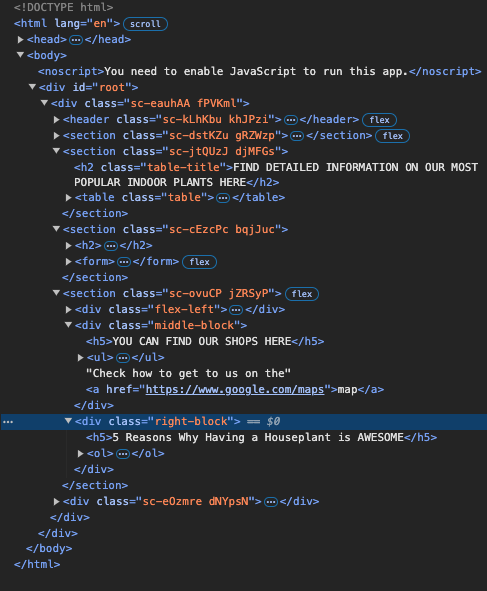 <!DOCTYPE html>
<html lang="en"> scroll
<head> ⋯ </head>
<body>
<noscript>You need to enable JavaScript to run this app.</noscript>
<div id="root">
<div class="sc-eauhAA fPVKml">
<header class="sc-kLhKbu khJPzi"> ⋯ </header> flex
<section class="sc-dstKZu gRZWzp"> ⋯ </section> flex
<section class="sc-jtQUzJ djMFGs">
<h2 class="table-title">FIND DETAILED INFORMATION ON OUR MOST
POPULAR INDOOR PLANTS HERE</h2>
<table class="table"> ⋯ </table>
</section>
<section class="sc-cEzcPc bqjJuc">
<h2> ⋯ </h2>
<form> ⋯ </form> flex
</section>
<section class="sc-ovuCP jZRSyP"> flex
<div class="flex-left"> ⋯ </div>
<div class="middle-block">
<h5>YOU CAN FIND OUR SHOPS HERE</h5>
<ul> ⋯ </ul>
"Check how to get to us on the"
<a href="https://www.google.com/maps">map</a>
</div>
⋯ <div class="right-block"> == $0
<h5>5 Reasons Why Having a Houseplant is AWESOME</h5>
<ol> ⋯ </ol>
</div>
</section>
<div class="sc-eOzmre dNYpsN"> ⋯ </div>
</div>
</div>
</body>
</html>